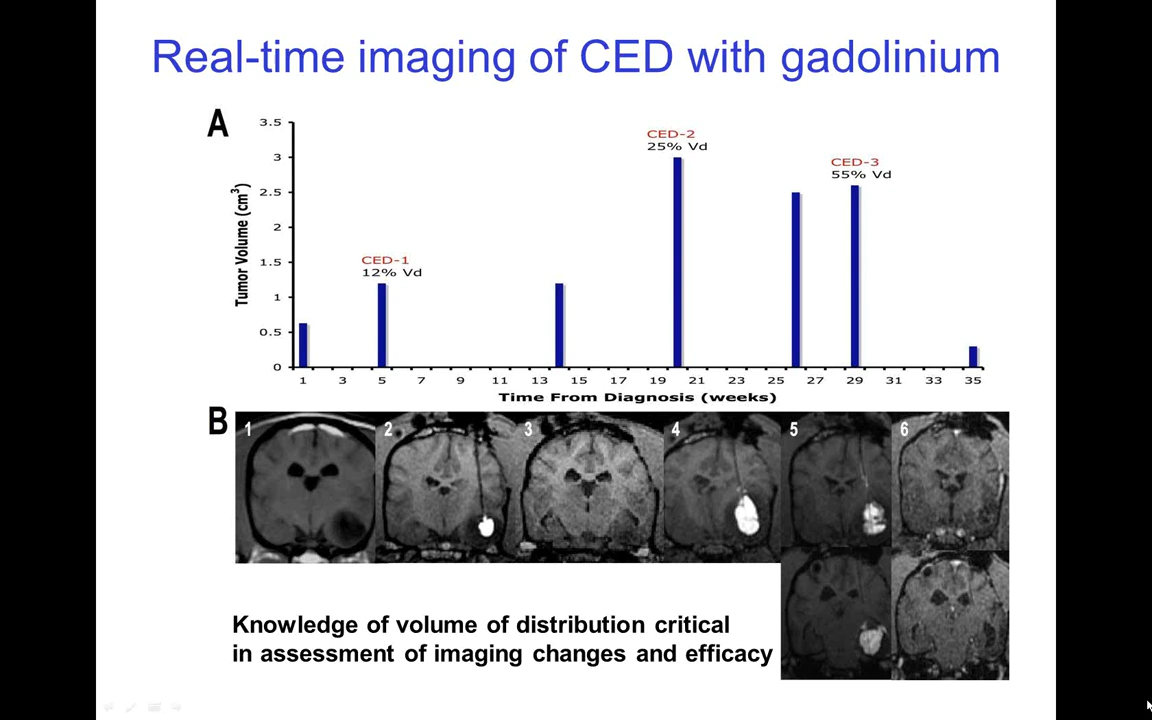 Real-time imaging of CED with gadolinium
A
Tumor Volume (cm³)
3.5
3
2.5
2
1.5
1
0.5
0
CED-1
12% Vd
CED-2
25% Vd
CED-3
55% Vd
1 3 5 7 9 11 13 15 17 19 21 23 25 27 29 31 33 35
Time From Diagnosis (weeks)
B
1 2 3 4 5 6
Knowledge of volume of distribution critical
in assessment of imaging changes and efficacy